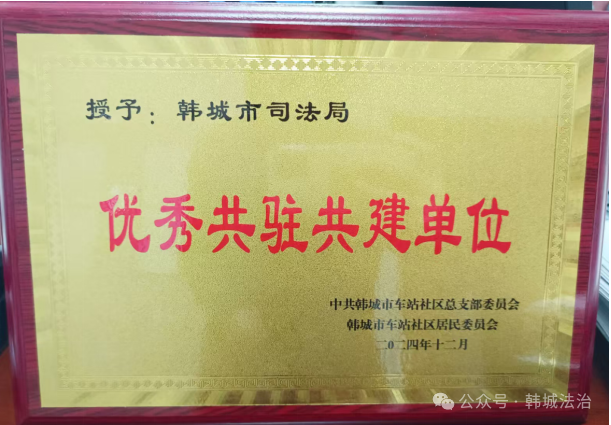 授予：韩城市司法局
优秀共驻共建单位
中共韩城市车站社区总支部委员会
韩城市车站社区居民委员会
二0二四年十二月
公众号·韩城法治